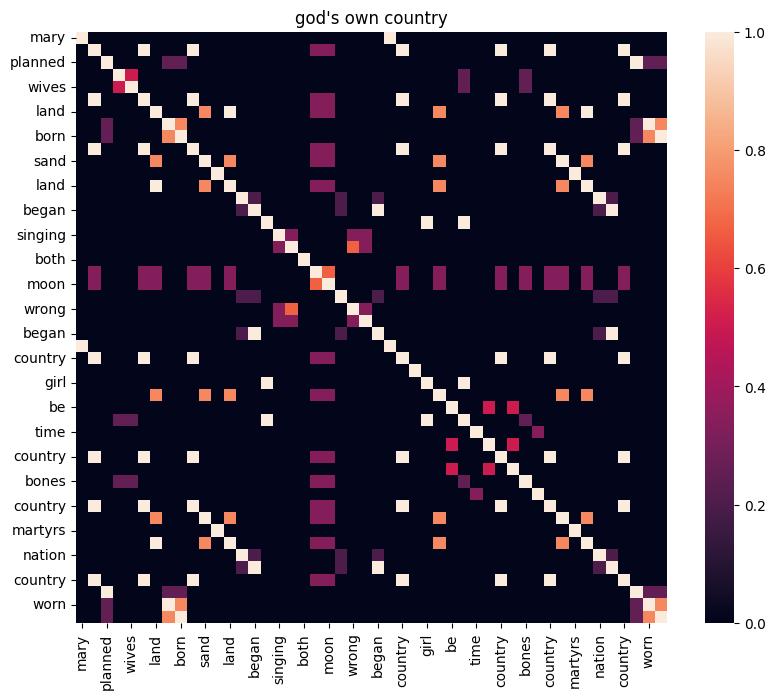 god's own country
mary
planned
wives
land
born
sand
land
began
singing
both
moon
wrong
began
country
girl
be
time
country
bones
country
martyrs
nation
country
worn
1.0
0.8
0.6
0.4
0.2
0.0
mary
planned
wives
land
born
sand
land
began
singing
both
moon
wrong
began
country
girl
be
time
country
bones
country
martyrs
nation
country
worn